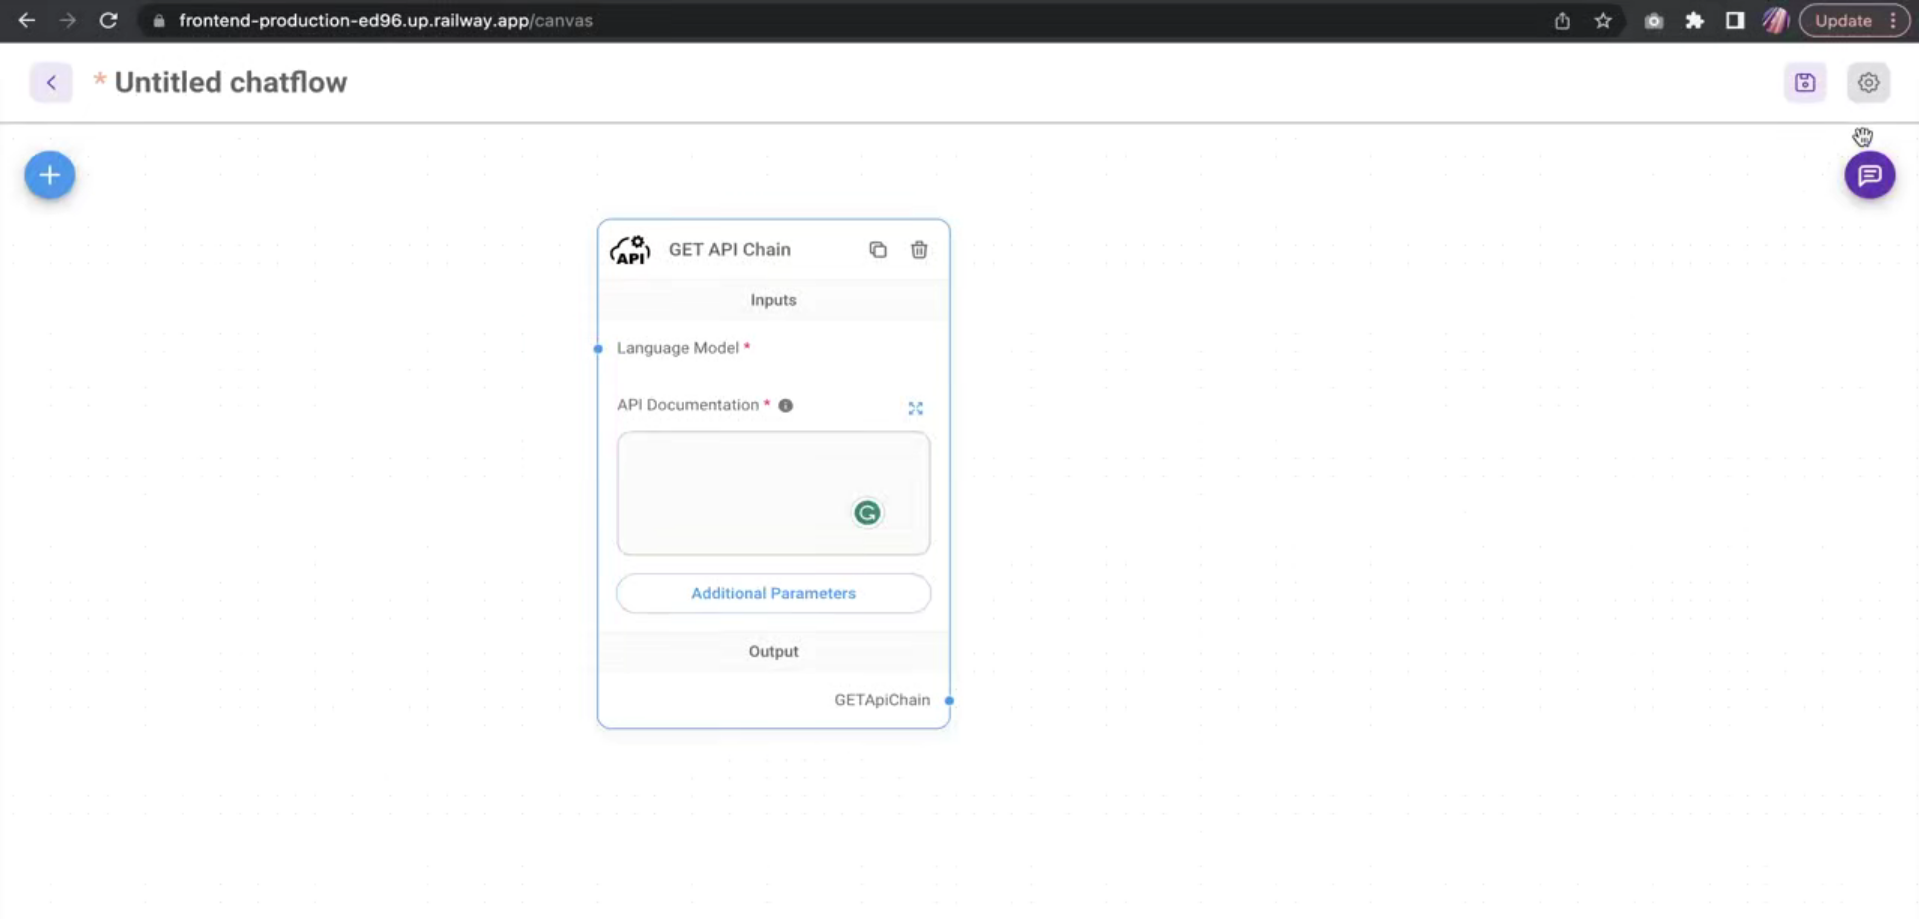 frontend-production-ed96.up.railway.app/canvas
Update
* Untitled chatflow
API
GET API Chain
Inputs
Language Model *
API Documentation *
Additional Parameters
Output
GETApiChain